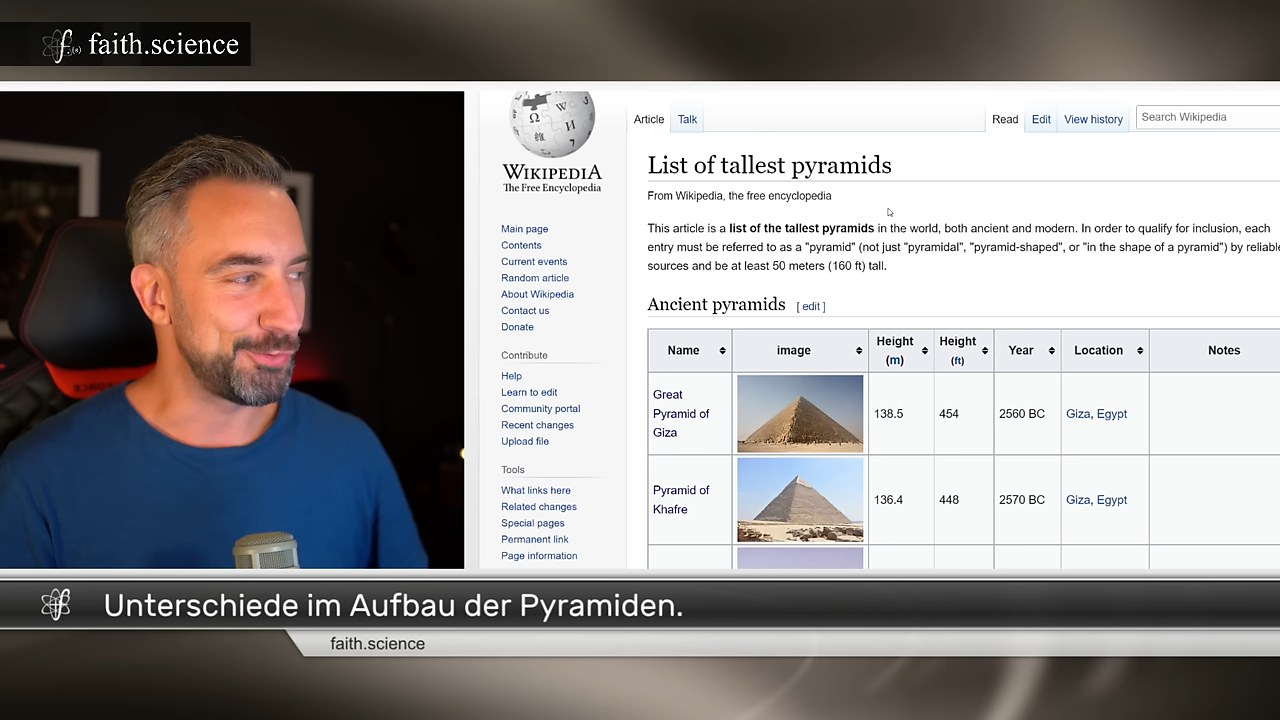 faith.science
Article
Talk
Read
Edit
View history
Search Wikipedia
WIKIPEDIA
The Free Encyclopedia
Main page
Contents
Current events
Random article
About Wikipedia
Contact us
Donate
Contribute
Help
Learn to edit
Community portal
Recent changes
Upload file
Tools
What links here
Related changes
Special pages
Permanent link
Page information
List of tallest pyramids
From Wikipedia, the free encyclopedia
This article is a list of the tallest pyramids in the world, both ancient and modern. In order to qualify for inclusion, each
entry must be referred to as a "pyramid" (not just "pyramidal", "pyramid-shaped", or "in the shape of a pyramid") by reliable
sources and be at least 50 meters (160 ft) tall.
Ancient pyramids [ edit ]
Name image Height (m) Height (ft) Year Location Notes
Great Pyramid of Giza 138.5 454 2560 BC Giza, Egypt
Pyramid of Khafre 136.4 448 2570 BC Giza, Egypt
Unterschiede im Aufbau der Pyramiden.
faith.science